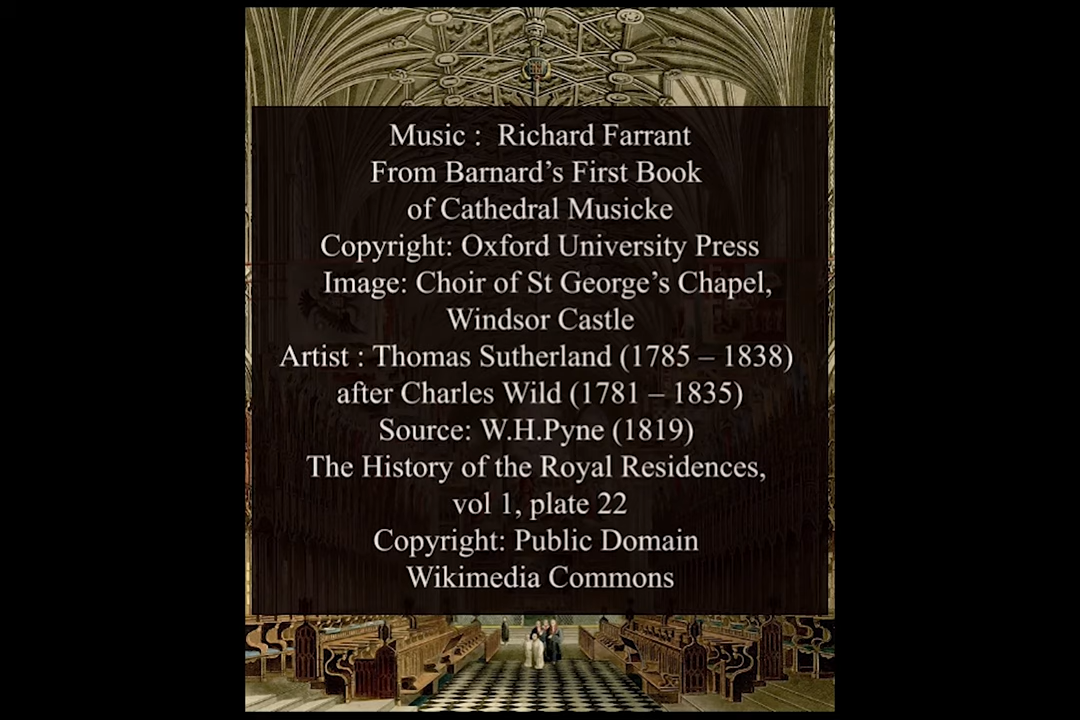 Music :  Richard Farrant
From Barnard’s First Book
of Cathedral Musicke
Copyright: Oxford University Press
Image: Choir of St George’s Chapel,
Windsor Castle
Artist : Thomas Sutherland (1785 – 1838)
after Charles Wild (1781 – 1835)
Source: W.H.Pyne (1819)
The History of the Royal Residences,
vol 1, plate 22
Copyright: Public Domain
Wikimedia Commons